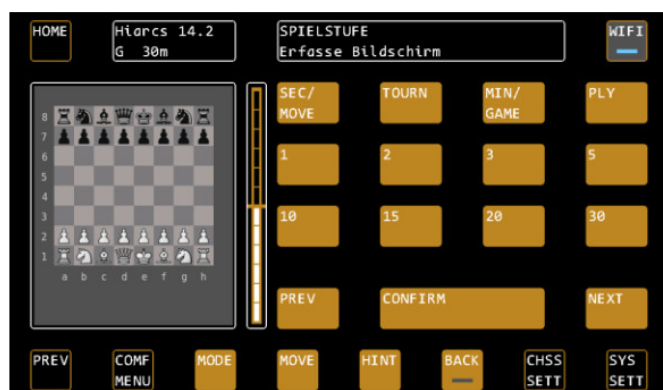 HOME
Hiarcs 14.2
G 30m
SPIELSTUFE
Erfasse Bildschirm
WIFI
SEC/
MOVE
TOURN
MIN/
GAME
PLY
8
7
6
5
4
3
2
1
a b c d e f g h
1
2
3
5
10
15
20
30
PREV
CONFIRM
NEXT
PREV
COMF
MENU
MODE
MOVE
HINT
BACK
CHSS
SETT
SYS
SETT